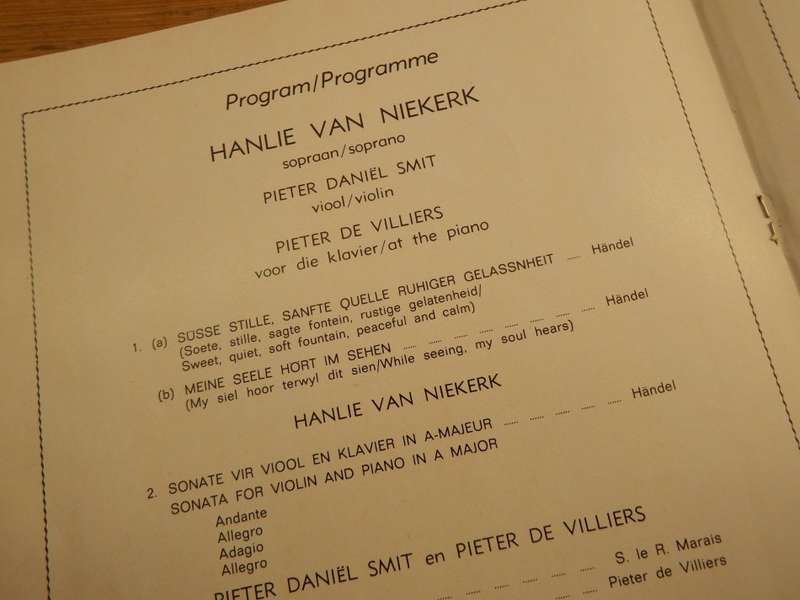 Program/Programme
HANLIE VAN NIEKERK
sopraan/soprano
PIETER DANIËL SMIT
viool/violin
PIETER DE VILLIERS
voor die klavier/at the piano
1. (a) SÜSSE STILLE, SANFTE QUELLE RUHIGER GELASSNHEIT ..... Händel
(Soete, stille, sagte fontein, rustige gelatenheid/
Sweet, quiet, soft fountain, peaceful and calm)
(b) MEINE SEELE HÖRT IM SEHEN ..... ..... ..... ..... ..... ..... ..... Händel
(My siel hoor terwyl dit sien/While seeing, my soul hears)
HANLIE VAN NIEKERK
2. SONATE VIR VIOOL EN KLAVIER IN A-MAJEUR ..... ..... ..... ..... ..... Händel
SONATA FOR VIOLIN AND PIANO IN A MAJOR
Andante
Allegro
Adagio
Allegro
PIETER DANIËL SMIT en PIETER DE VILLIERS
S. le R. Marais
Pieter de Villiers